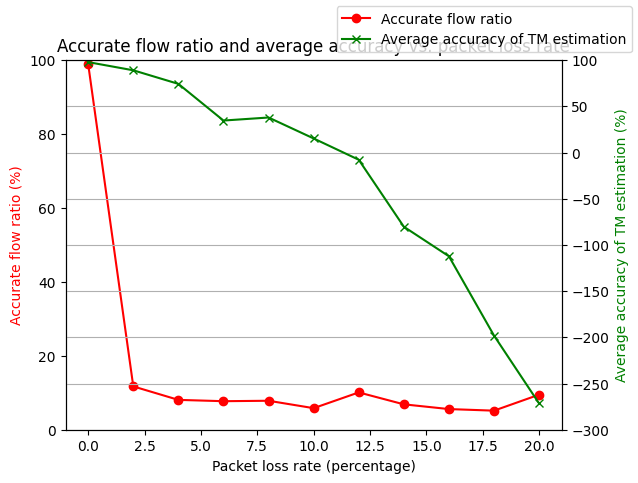 Accurate flow ratio
Average accuracy of TM estimation
Accurate flow ratio and average accuracy vs. packet loss rate
100
80
60
40
20
0
Accurate flow ratio (%)
100
50
0
−50
−100
−150
−200
−250
−300
Average accuracy of TM estimation (%)
0.0 2.5 5.0 7.5 10.0 12.5 15.0 17.5 20.0
Packet loss rate (percentage)